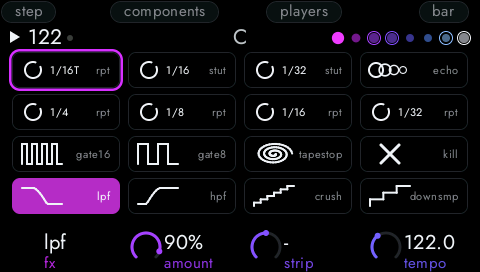 step components players bar
122 C
1/16T rpt 1/16 stut 1/32 stut echo
1/4 rpt 1/8 rpt 1/16 rpt 1/32 rpt
gate16 gate8 tapestop kill
lpf hpf crush downsmp
lpf 90% - 122.0
fx amount strip tempo